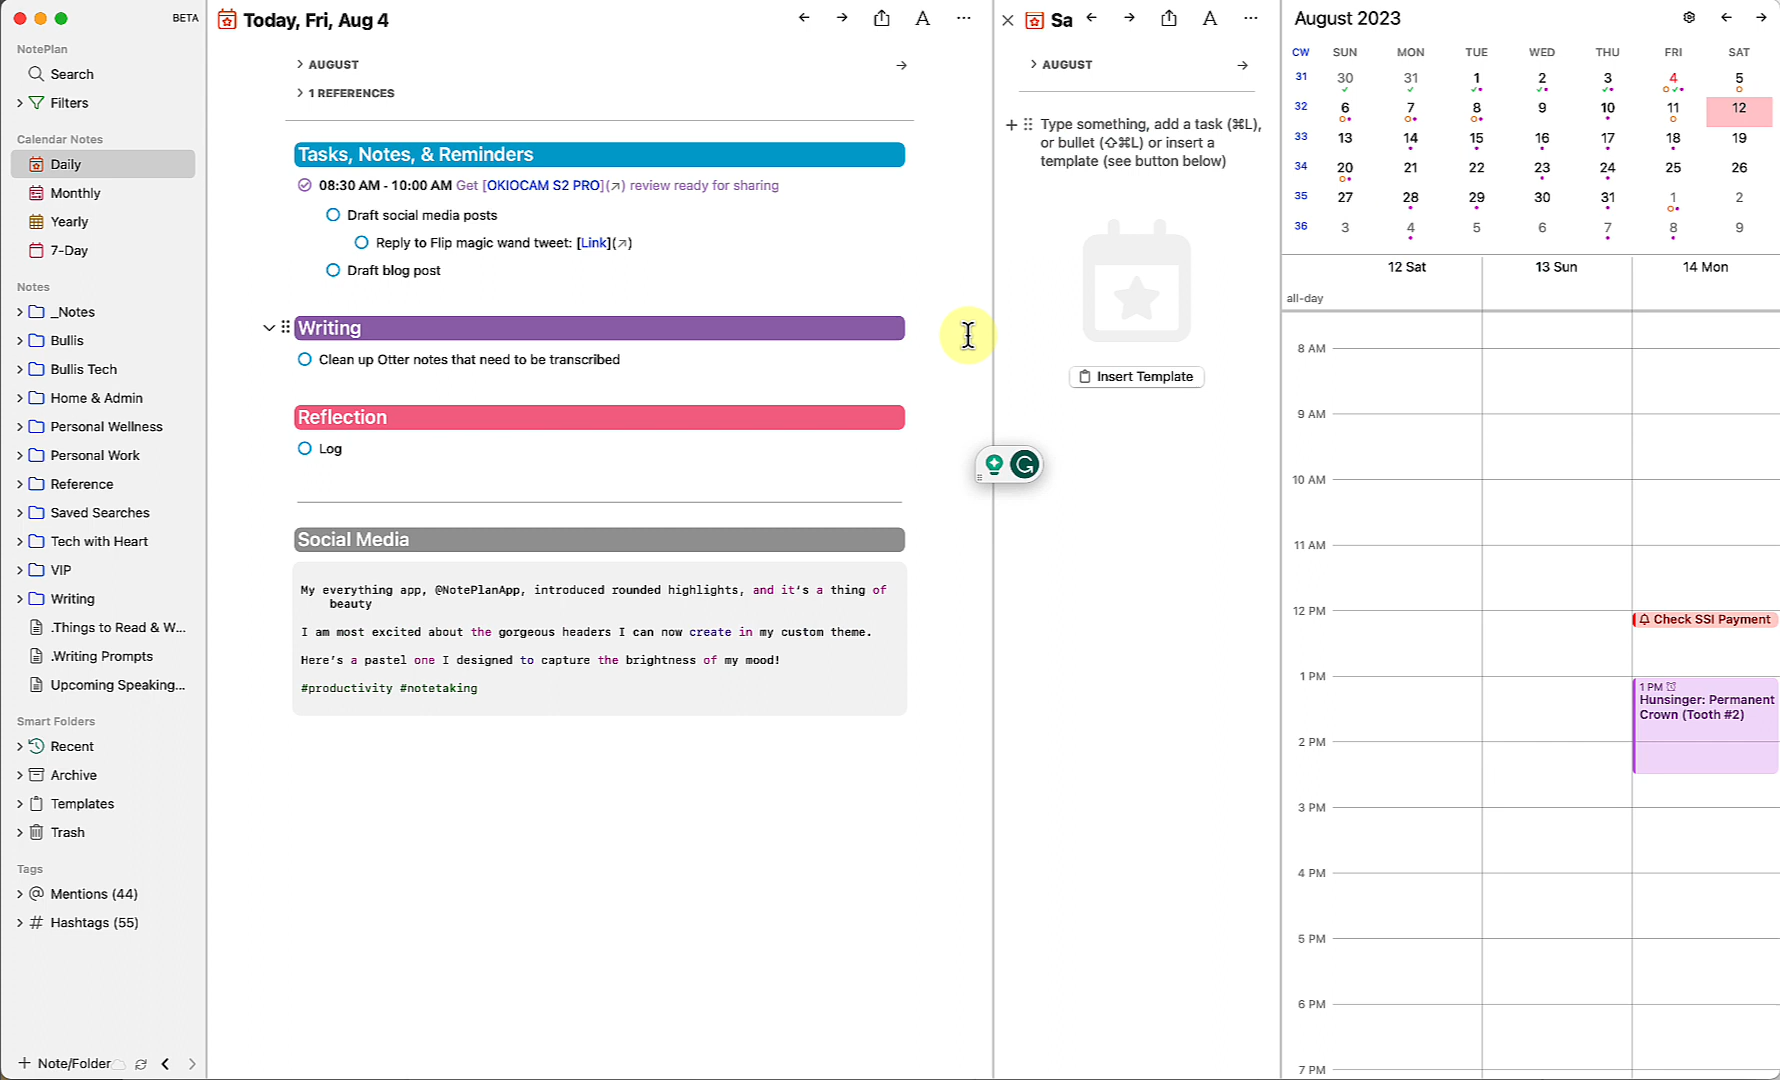 BETA
NotePlan
Search
Filters
Calendar Notes
Daily
Monthly
Yearly
7-Day
Notes
_Notes
Bullis
Bullis Tech
Home & Admin
Personal Wellness
Personal Work
Reference
Saved Searches
Tech with Heart
VIP
Writing
.Things to Read & W...
.Writing Prompts
Upcoming Speaking...
Smart Folders
Recent
Archive
Templates
Trash
Tags
@ Mentions (44)
# Hashtags (55)
+ Note/Folder
Today, Fri, Aug 4
AUGUST
1 REFERENCES
Tasks, Notes, & Reminders
08:30 AM - 10:00 AM Get [OKIOCAM S2 PRO](↗) review ready for sharing
Draft social media posts
Reply to Flip magic wand tweet: [Link](↗)
Draft blog post
Writing
Clean up Otter notes that need to be transcribed
Reflection
Log
Social Media
My everything app, @NotePlanApp, introduced rounded highlights, and it's a thing of
beauty
I am most excited about the gorgeous headers I can now create in my custom theme.
Here's a pastel one I designed to capture the brightness of my mood!
#productivity #notetaking
Sa
AUGUST
Type something, add a task (⌘L),
or bullet (⇧⌘L) or insert a
template (see button below)
Insert Template
August 2023
CW SUN MON TUE WED THU FRI SAT
31 30 31 1 2 3 4 5
32 6 7 8 9 10 11 12
33 13 14 15 16 17 18 19
34 20 21 22 23 24 25 26
35 27 28 29 30 31 1 2
36 3 4 5 6 7 8 9
12 Sat 13 Sun 14 Mon
all-day
8 AM
9 AM
10 AM
11 AM
12 PM
Check SSI Payment
1 PM
1 PM
Hunsinger: Permanent
Crown (Tooth #2)
2 PM
3 PM
4 PM
5 PM
6 PM
7 PM